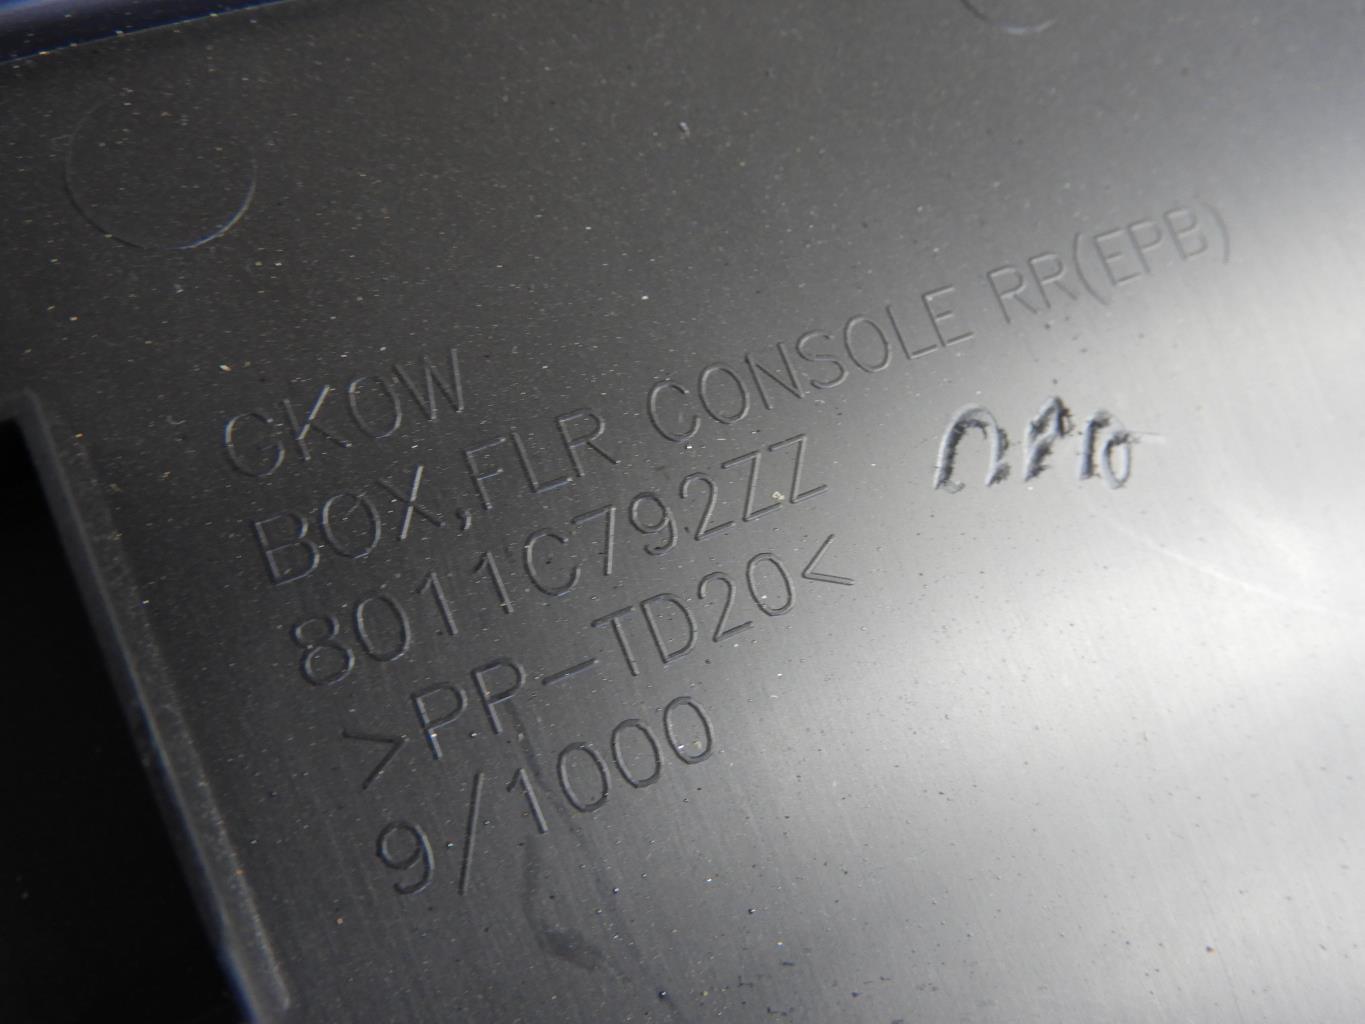 GK0W
BOX,FLR CONSOLE RR(EPB)
8011C792ZZ
>PP-TD20<
9/1000